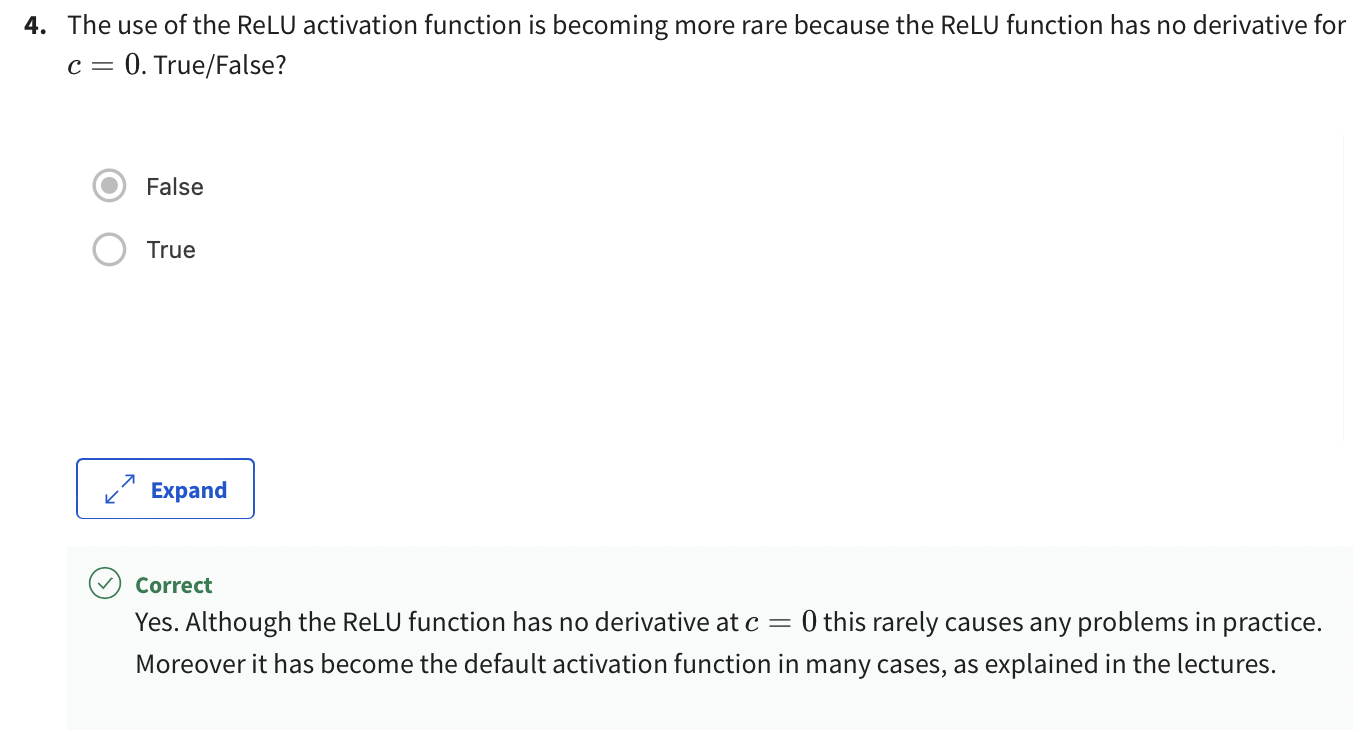 4. The use of the ReLU activation function is becoming more rare because the ReLU function has no derivative for
c = 0. True/False?
False
True
Expand
Correct
Yes. Although the ReLU function has no derivative at c = 0 this rarely causes any problems in practice.
Moreover it has become the default activation function in many cases, as explained in the lectures.